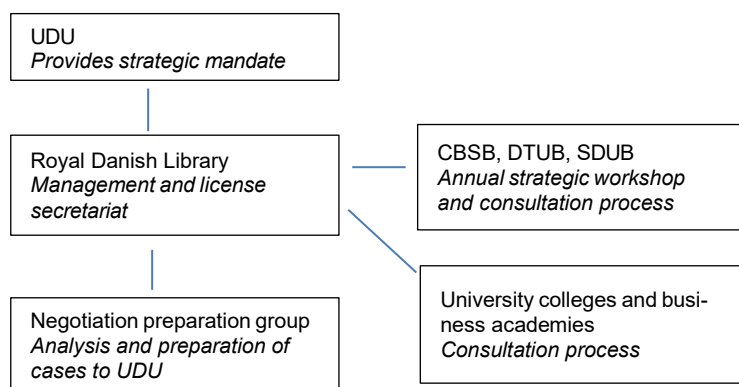 UDU
Provides strategic mandate
Royal Danish Library
Management and license
secretariat
CBSB, DTUB, SDUB
Annual strategic workshop
and consultation process
Negotiation preparation group
Analysis and preparation of
cases to UDU
University colleges and busi-
ness academies
Consultation process